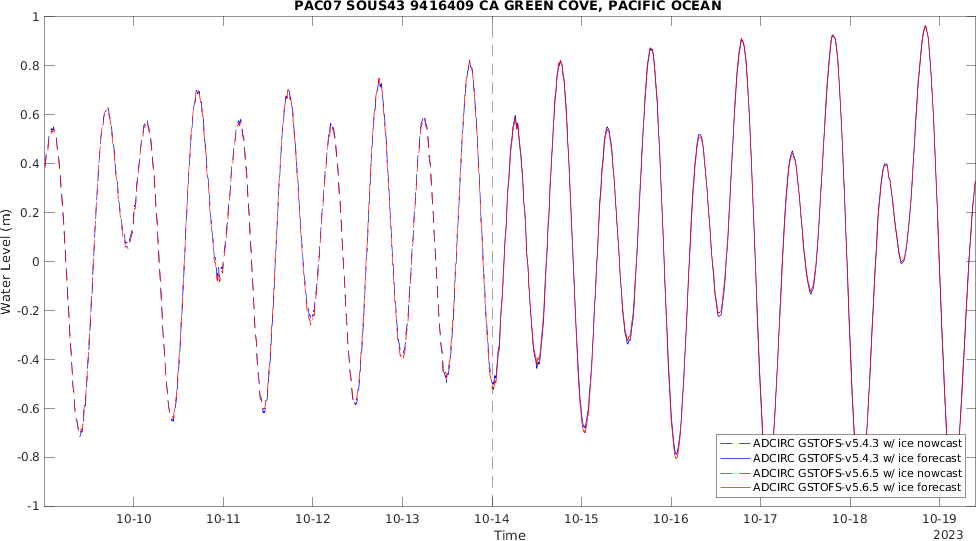 PAC07 SOUS43 9416409 CA GREEN COVE, PACIFIC OCEAN
1
0.8
0.6
0.4
0.2
0
-0.2
-0.4
-0.6
-0.8
-1
Water Level (m)
ADCIRC GSTOFS-v5.4.3 w/ ice nowcast
ADCIRC GSTOFS-v5.4.3 w/ ice forecast
ADCIRC GSTOFS-v5.6.5 w/ ice nowcast
ADCIRC GSTOFS-v5.6.5 w/ ice forecast
10-10 10-11 10-12 10-13 10-14 10-15 10-16 10-17 10-18 10-19
Time
2023